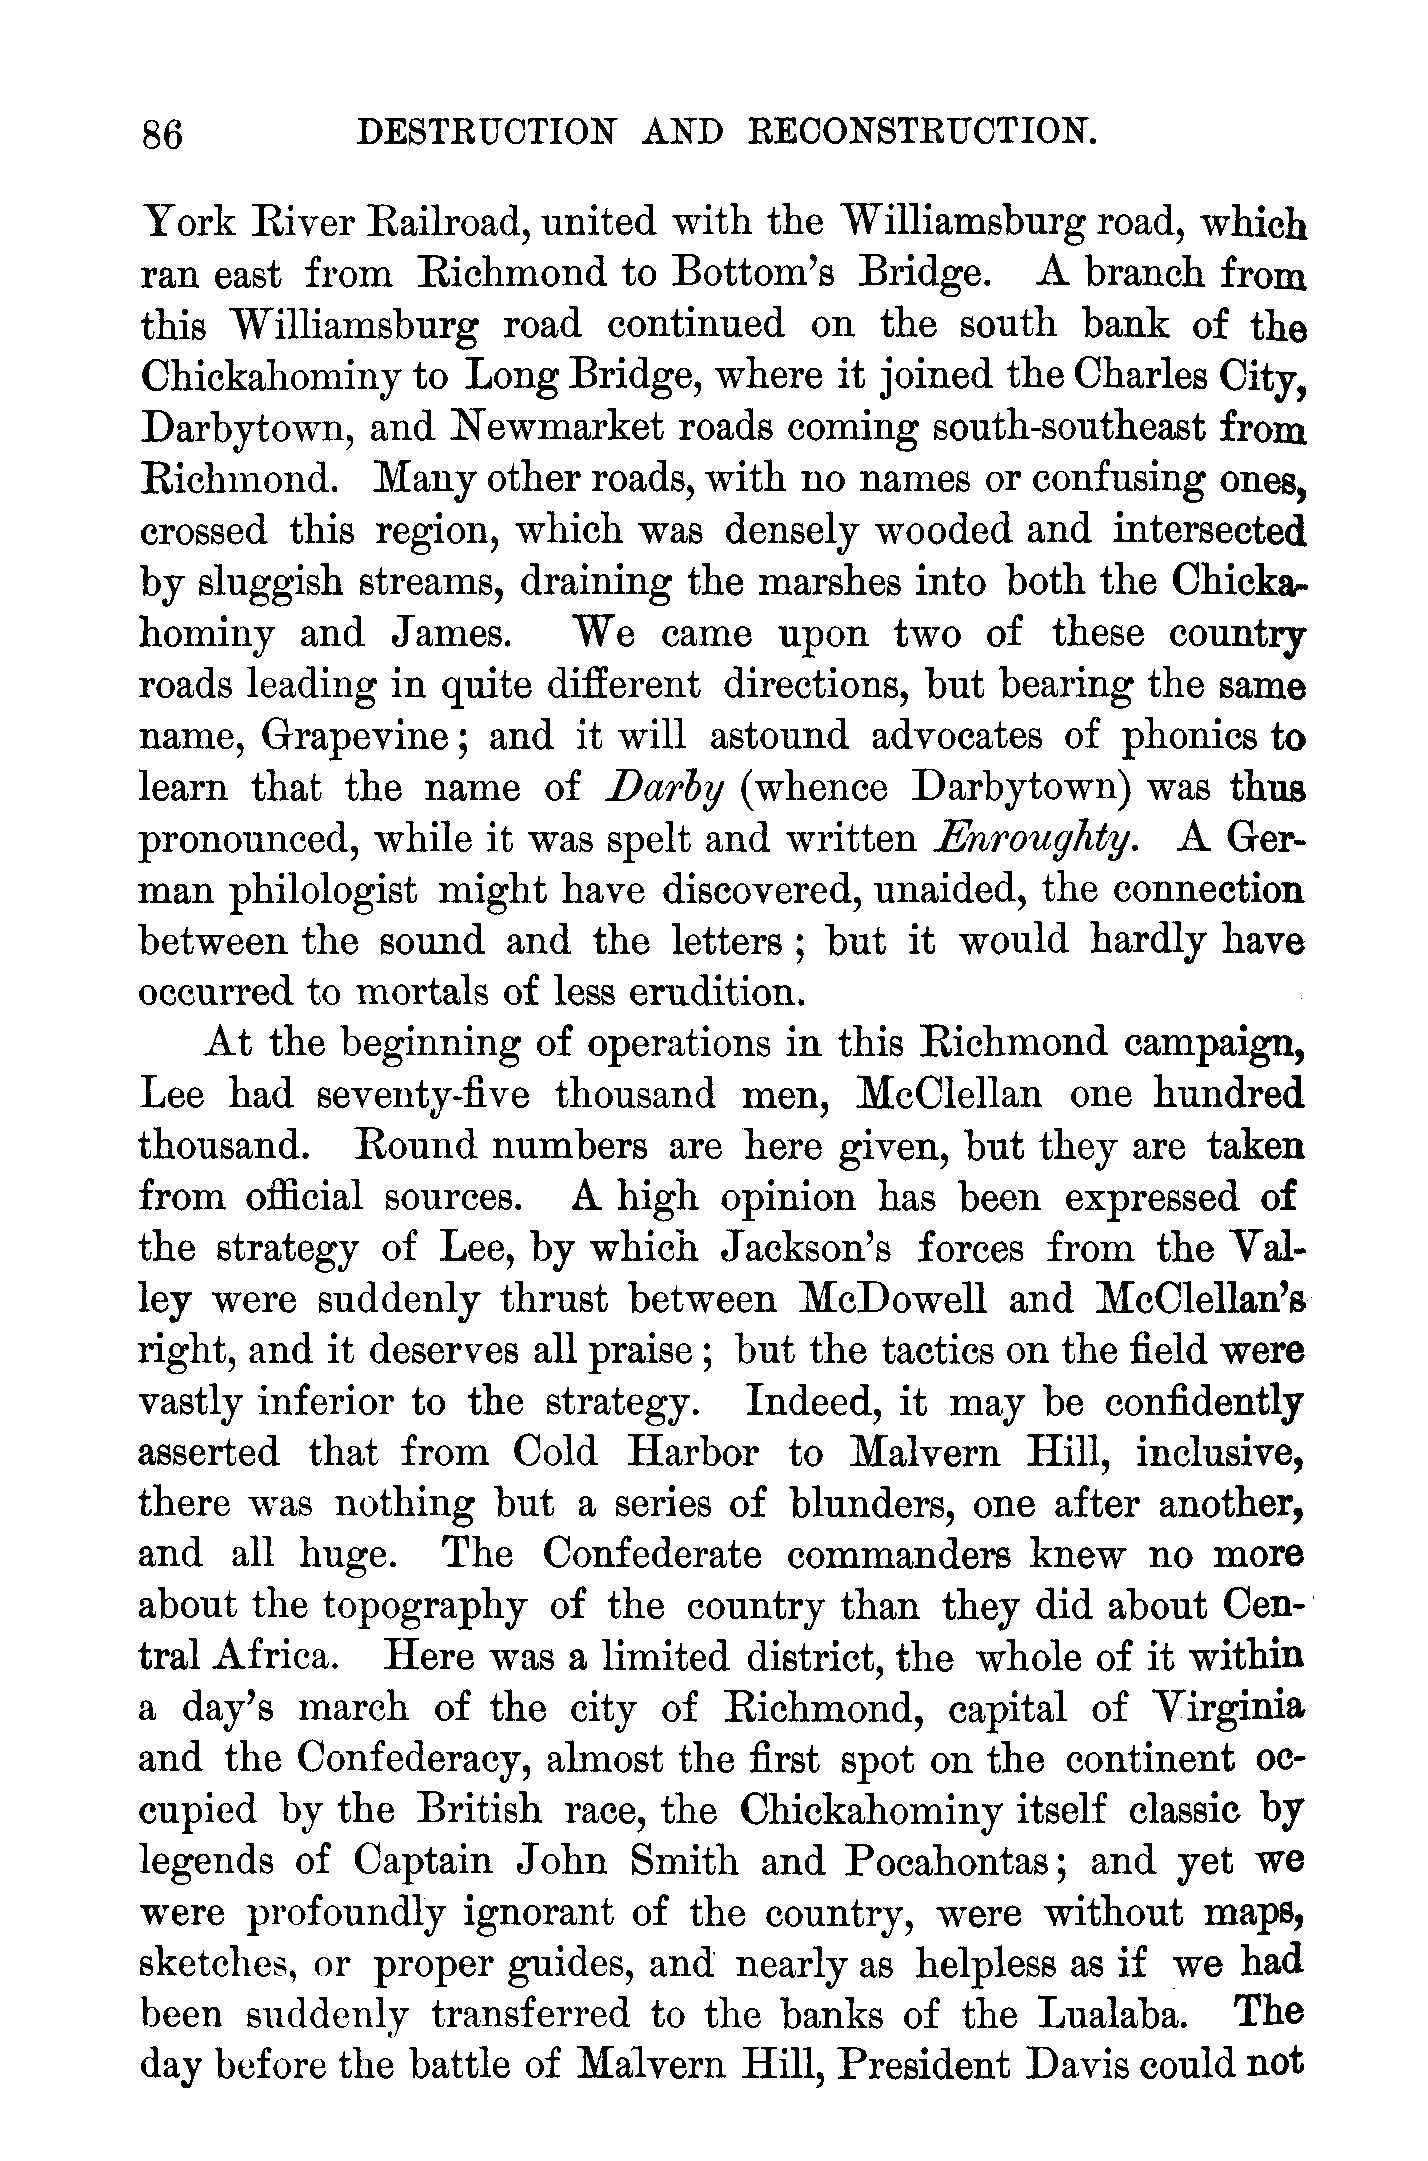 86 DESTRUCTION AND RECONSTRUCTION.
York River Railroad, united with the Williamsburg road, which
ran east from Richmond to Bottom's Bridge. A branch from
this Williamsburg road continued on the south bank of the
Chickahominy to Long Bridge, where it joined the Charles City,
Darbytown, and Newmarket roads coming south-southeast from
Richmond. Many other roads, with no names or confusing ones,
crossed this region, which was densely wooded and intersected
by sluggish streams, draining the marshes into both the Chicka-
hominy and James. We came upon two of these country
roads leading in quite different directions, but bearing the same
name, Grapevine; and it will astound advocates of phonics to
learn that the name of Darby (whence Darbytown) was thus
pronounced, while it was spelt and written Enroughty. A Ger-
man philologist might have discovered, unaided, the connection
between the sound and the letters; but it would hardly have
occurred to mortals of less erudition.
At the beginning of operations in this Richmond campaign,
Lee had seventy-five thousand men, McClellan one hundred
thousand. Round numbers are here given, but they are taken
from official sources. A high opinion has been expressed of
the strategy of Lee, by which Jackson's forces from the Val-
ley were suddenly thrust between McDowell and McClellan's
right, and it deserves all praise; but the tactics on the field were
vastly inferior to the strategy. Indeed, it may be confidently
asserted that from Cold Harbor to Malvern Hill, inclusive,
there was nothing but a series of blunders, one after another,
and all huge. The Confederate commanders knew no more
about the topography of the country than they did about Cen-
tral Africa. Here was a limited district, the whole of it within
a day's march of the city of Richmond, capital of Virginia
and the Confederacy, almost the first spot on the continent oc-
cupied by the British race, the Chickahominy itself classic by
legends of Captain John Smith and Pocahontas; and yet we
were profoundly ignorant of the country, were without maps,
sketches, or proper guides, and nearly as helpless as if we had
been suddenly transferred to the banks of the Lualaba. The
day before the battle of Malvern Hill, President Davis could not